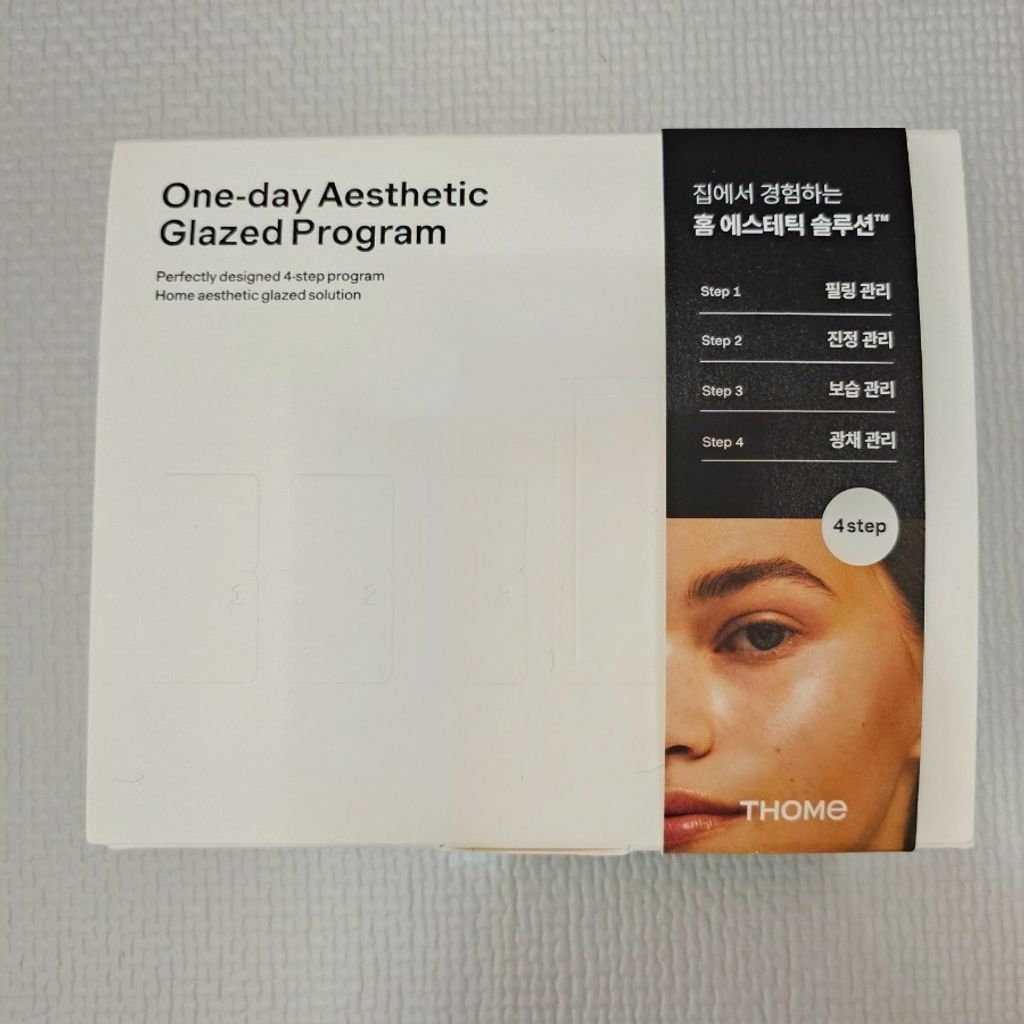 One-day Aesthetic
Glazed Program
Perfectly designed 4-step program
Home aesthetic glazed solution
1
2
3
집에서 경험하는
홈 에스테틱 솔루션™
Step 1 필링 관리
Step 2 진정 관리
Step 3 보습 관리
Step 4 광채 관리
4 step
THOME